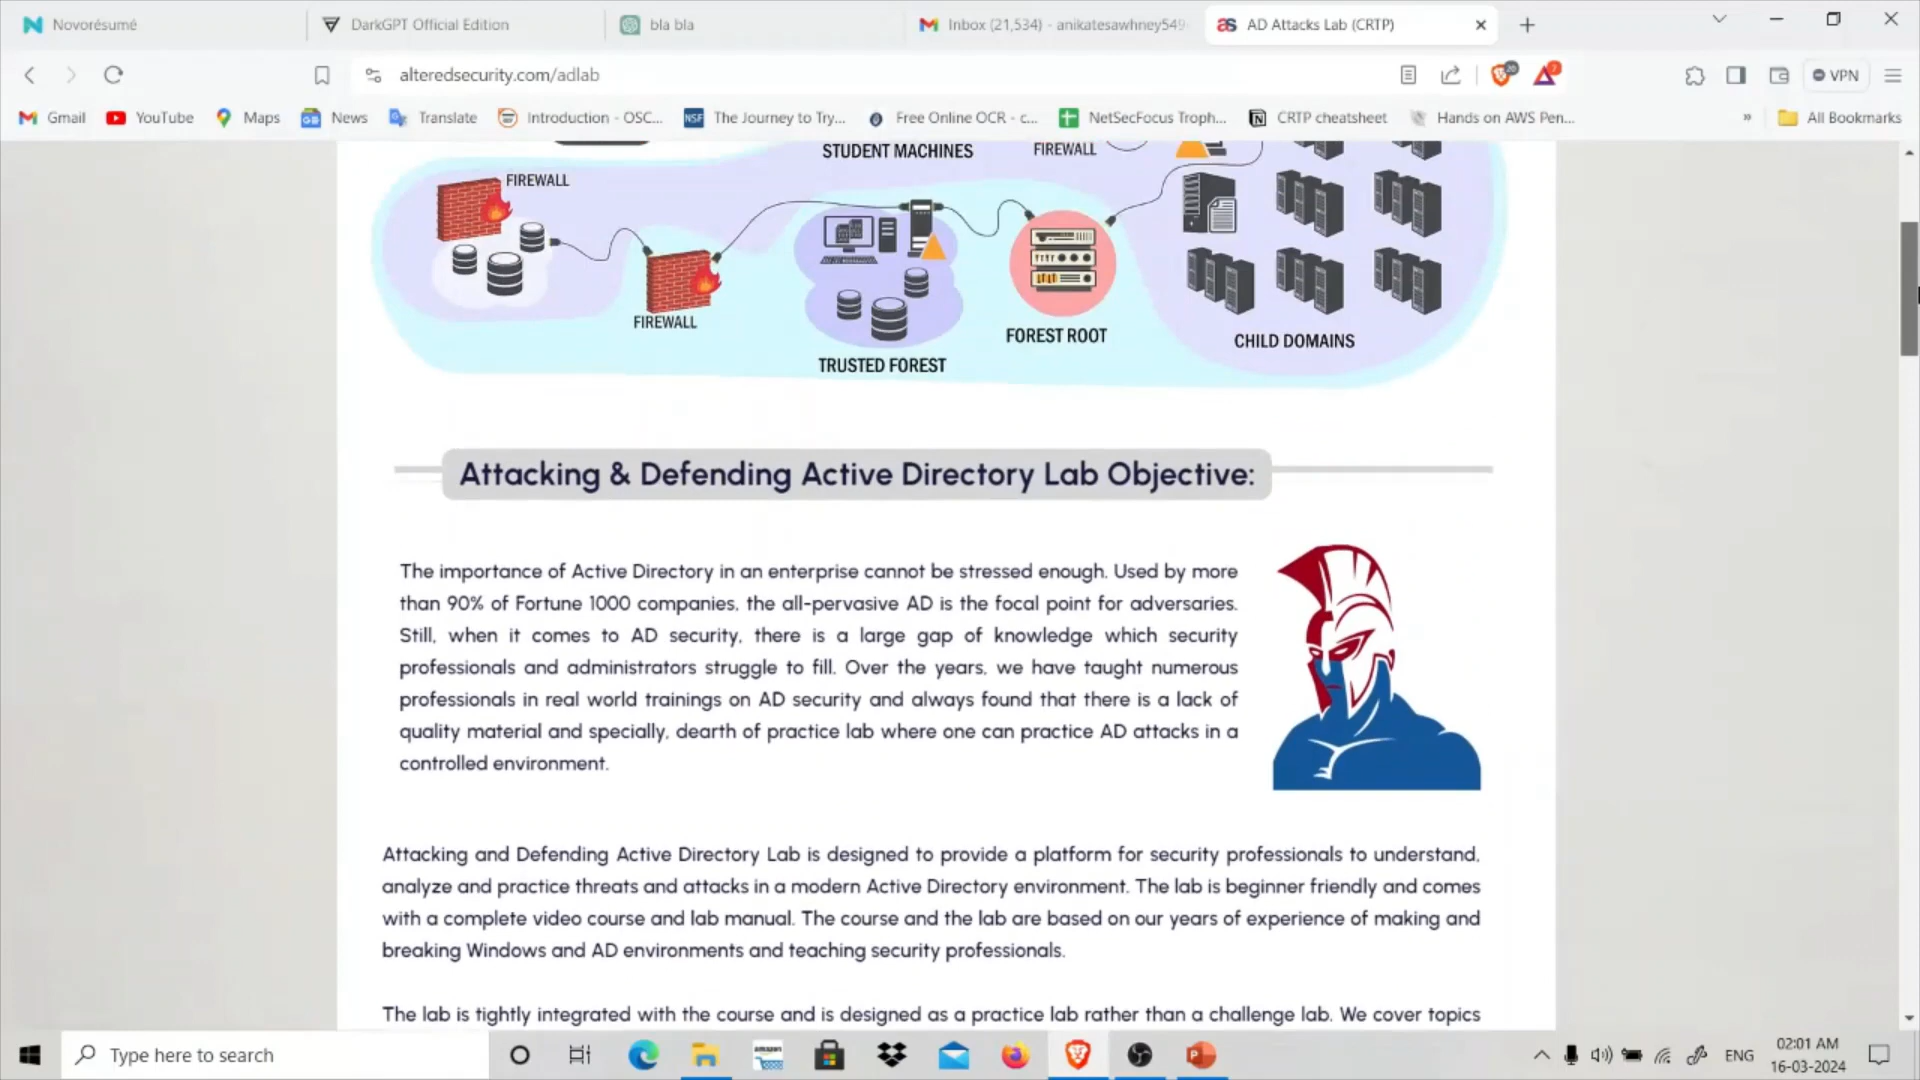 Novorésumé
DarkGPT Official Edition
bla bla
Inbox (21,534) - anikatesawhney549
AD Attacks Lab (CRTP)
alteredsecurity.com/adlab
VPN
Gmail
YouTube
Maps
News
Translate
Introduction - OSC...
The Journey to Try...
Free Online OCR - c...
NetSecFocus Troph...
CRTP cheatsheet
Hands on AWS Pen...
»
All Bookmarks
STUDENT MACHINES
FIREWALL
FIREWALL
FIREWALL
TRUSTED FOREST
FOREST ROOT
CHILD DOMAINS
Attacking & Defending Active Directory Lab Objective:
The importance of Active Directory in an enterprise cannot be stressed enough. Used by more
than 90% of Fortune 1000 companies, the all-pervasive AD is the focal point for adversaries.
Still, when it comes to AD security, there is a large gap of knowledge which security
professionals and administrators struggle to fill. Over the years, we have taught numerous
professionals in real world trainings on AD security and always found that there is a lack of
quality material and specially, dearth of practice lab where one can practice AD attacks in a
controlled environment.
Attacking and Defending Active Directory Lab is designed to provide a platform for security professionals to understand,
analyze and practice threats and attacks in a modern Active Directory environment. The lab is beginner friendly and comes
with a complete video course and lab manual. The course and the lab are based on our years of experience of making and
breaking Windows and AD environments and teaching security professionals.
The lab is tightly integrated with the course and is designed as a practice lab rather than a challenge lab. We cover topics
Type here to search
amazon
ENG
02:01 AM
16-03-2024